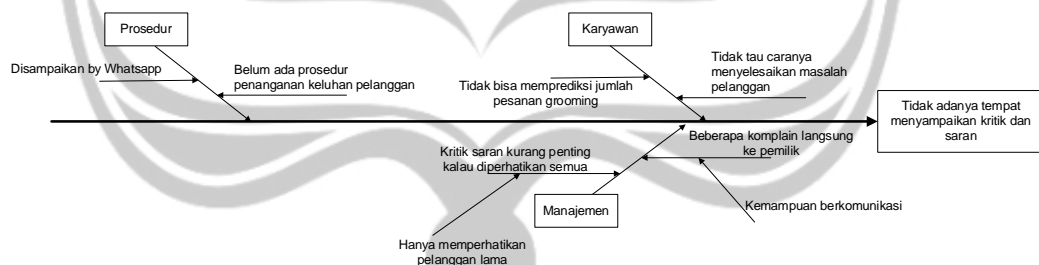 Prosedur
Karyawan
Disampaikan by Whatsapp
Belum ada prosedur
penanganan keluhan pelanggan
Tidak bisa memprediksi jumlah
pesanan grooming
Tidak tau caranya
menyelesaikan masalah
pelanggan
Tidak adanya tempat
menyampaikan kritik dan
saran
Beberapa komplain langsung
ke pemilik
Kritik saran kurang penting
kalau diperhatikan semua
Manajemen
Kemampuan berkomunikasi
Hanya memperhatikan
pelanggan lama